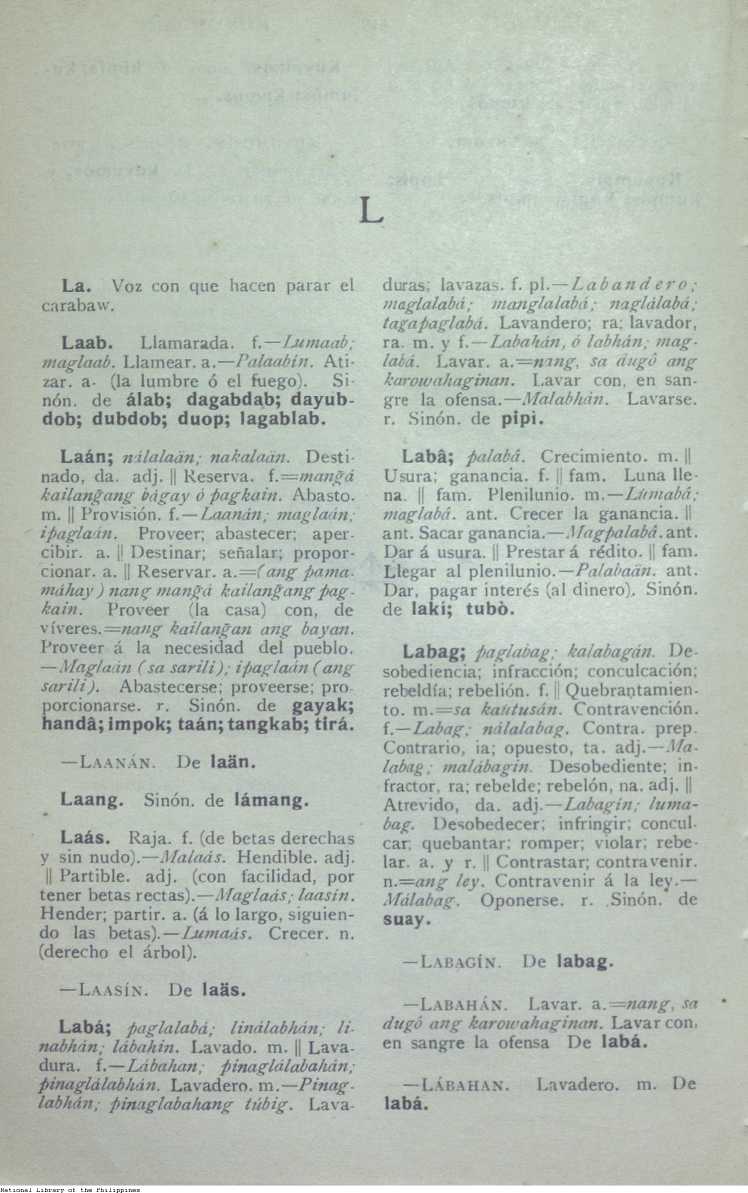 L
La. Voz con que hacen parar el
carabaw.
Laab. Llamarada. f.—Lumaab;
maglaab. Llamear. a.—Palaabin. Ati-
zar. a. (la lumbre ó el fuego). Si-
nón. de álab; dagabdab; dayub-
dob; dubdob; duop; lagablab.
Laán; nálalaän; nakalaän. Desti-
nado, da. adj. || Reserva. f.=mang̃á
kailang̃ang bágay ó pagkain. Abasto.
m. || Provisión. f.—Laanán; maglaán;
ipaglaán. Proveer; abastecer; aper-
cibir. a. || Destinar; señalar; propor-
cionar. a. || Reservar. a.=(ang pama-
máhay) nang mang̃á kailang̃ang pag-
kain. Proveer (la casa) con, de
víveres.=nang kailang̃an ang bayan.
Proveer á la necesidad del pueblo.
—Maglaán (sa sarili); ipaglaán (ang
sarili). Abastecerse; proveerse; pro-
porcionarse. r. Sinón. de gayak;
handâ; impok; taán; tangkab; tirá.
—LAANÁN. De laän.
Laang. Sinón. de lámang.
Laás. Raja. f. (de betas derechas
y sin nudo).—Malaás. Hendible. adj.
|| Partible. adj. (con facilidad, por
tener betas rectas).—Maglaás; laasín.
Hender; partir. a. (á lo largo, siguien-
do las betas).—Lumaás. Crecer. n.
(derecho el árbol).
—LAASÍN. De laäs.
Labá; paglalabá; linálabhán; li-
nabhán; lábahin. Lavado. m. || Lava-
dura. f.—Lábahan; pinaglálabahán;
pinaglálabhán. Lavadero. m.—Pinag-
labhán; pinaglabahang túbig. Lava-
duras; lavazas. f. pl.—Labandero;
maglalabá; manglalabá; naglálabá;
tagapaglabá. Lavandero; ra; lavador,
ra. m. y f.—Labahán, ó labhán; mag-
labá. Lavar. a.=nang, sa dugô ang
karowahaginan. Lavar con, en san-
gre la ofensa.—Malabhán. Lavarse.
r. Sinón. de pipi.
Labâ; palabá. Crecimiento. m. ||
Usura; ganancia. f. || fam. Luna lle-
na. || fam. Plenilunio. m.—Lumabá;
maglabá. ant. Crecer la ganancia. ||
ant. Sacar ganancia.—Magpalabá. ant.
Dar á usura. || Prestar á rédito. || fam.
Llegar al plenilunio.—Palabaän. ant.
Dar, pagar interés (al dinero). Sinón.
de lakí; tubò.
Labag; paglabag; kalabagán. De-
sobediencia; infracción; conculcación;
rebeldía; rebelión. f. || Quebrantamien-
to. m.=sa kautusán. Contravención.
f.—Labag; nálalabag. Contra. prep.
Contrario, ia; opuesto, ta. adj.—Ma-
labag; malábagin. Desobediente; in-
fractor, ra; rebelde; rebelón, na. adj. ||
Atrevido, da. adj.—Labagin; luma-
bag. Desobedecer; infringir; concul-
car; quebantar; romper; violar; rebe-
lar. a. y r. || Contrastar; contravenir.
n.=ang ley. Contravenir á la ley.—
Málabag. Oponerse. r. Sinón. de
suay.
—LABAGÍN. De labag.
—LABAHÁN. Lavar. a.=nang, sa
dugó ang karowahaginan. Lavar con,
en sangre la ofensa De labá.
—LÁBAHAN. Lavadero. m. De
labá.
National Library of the Philippines